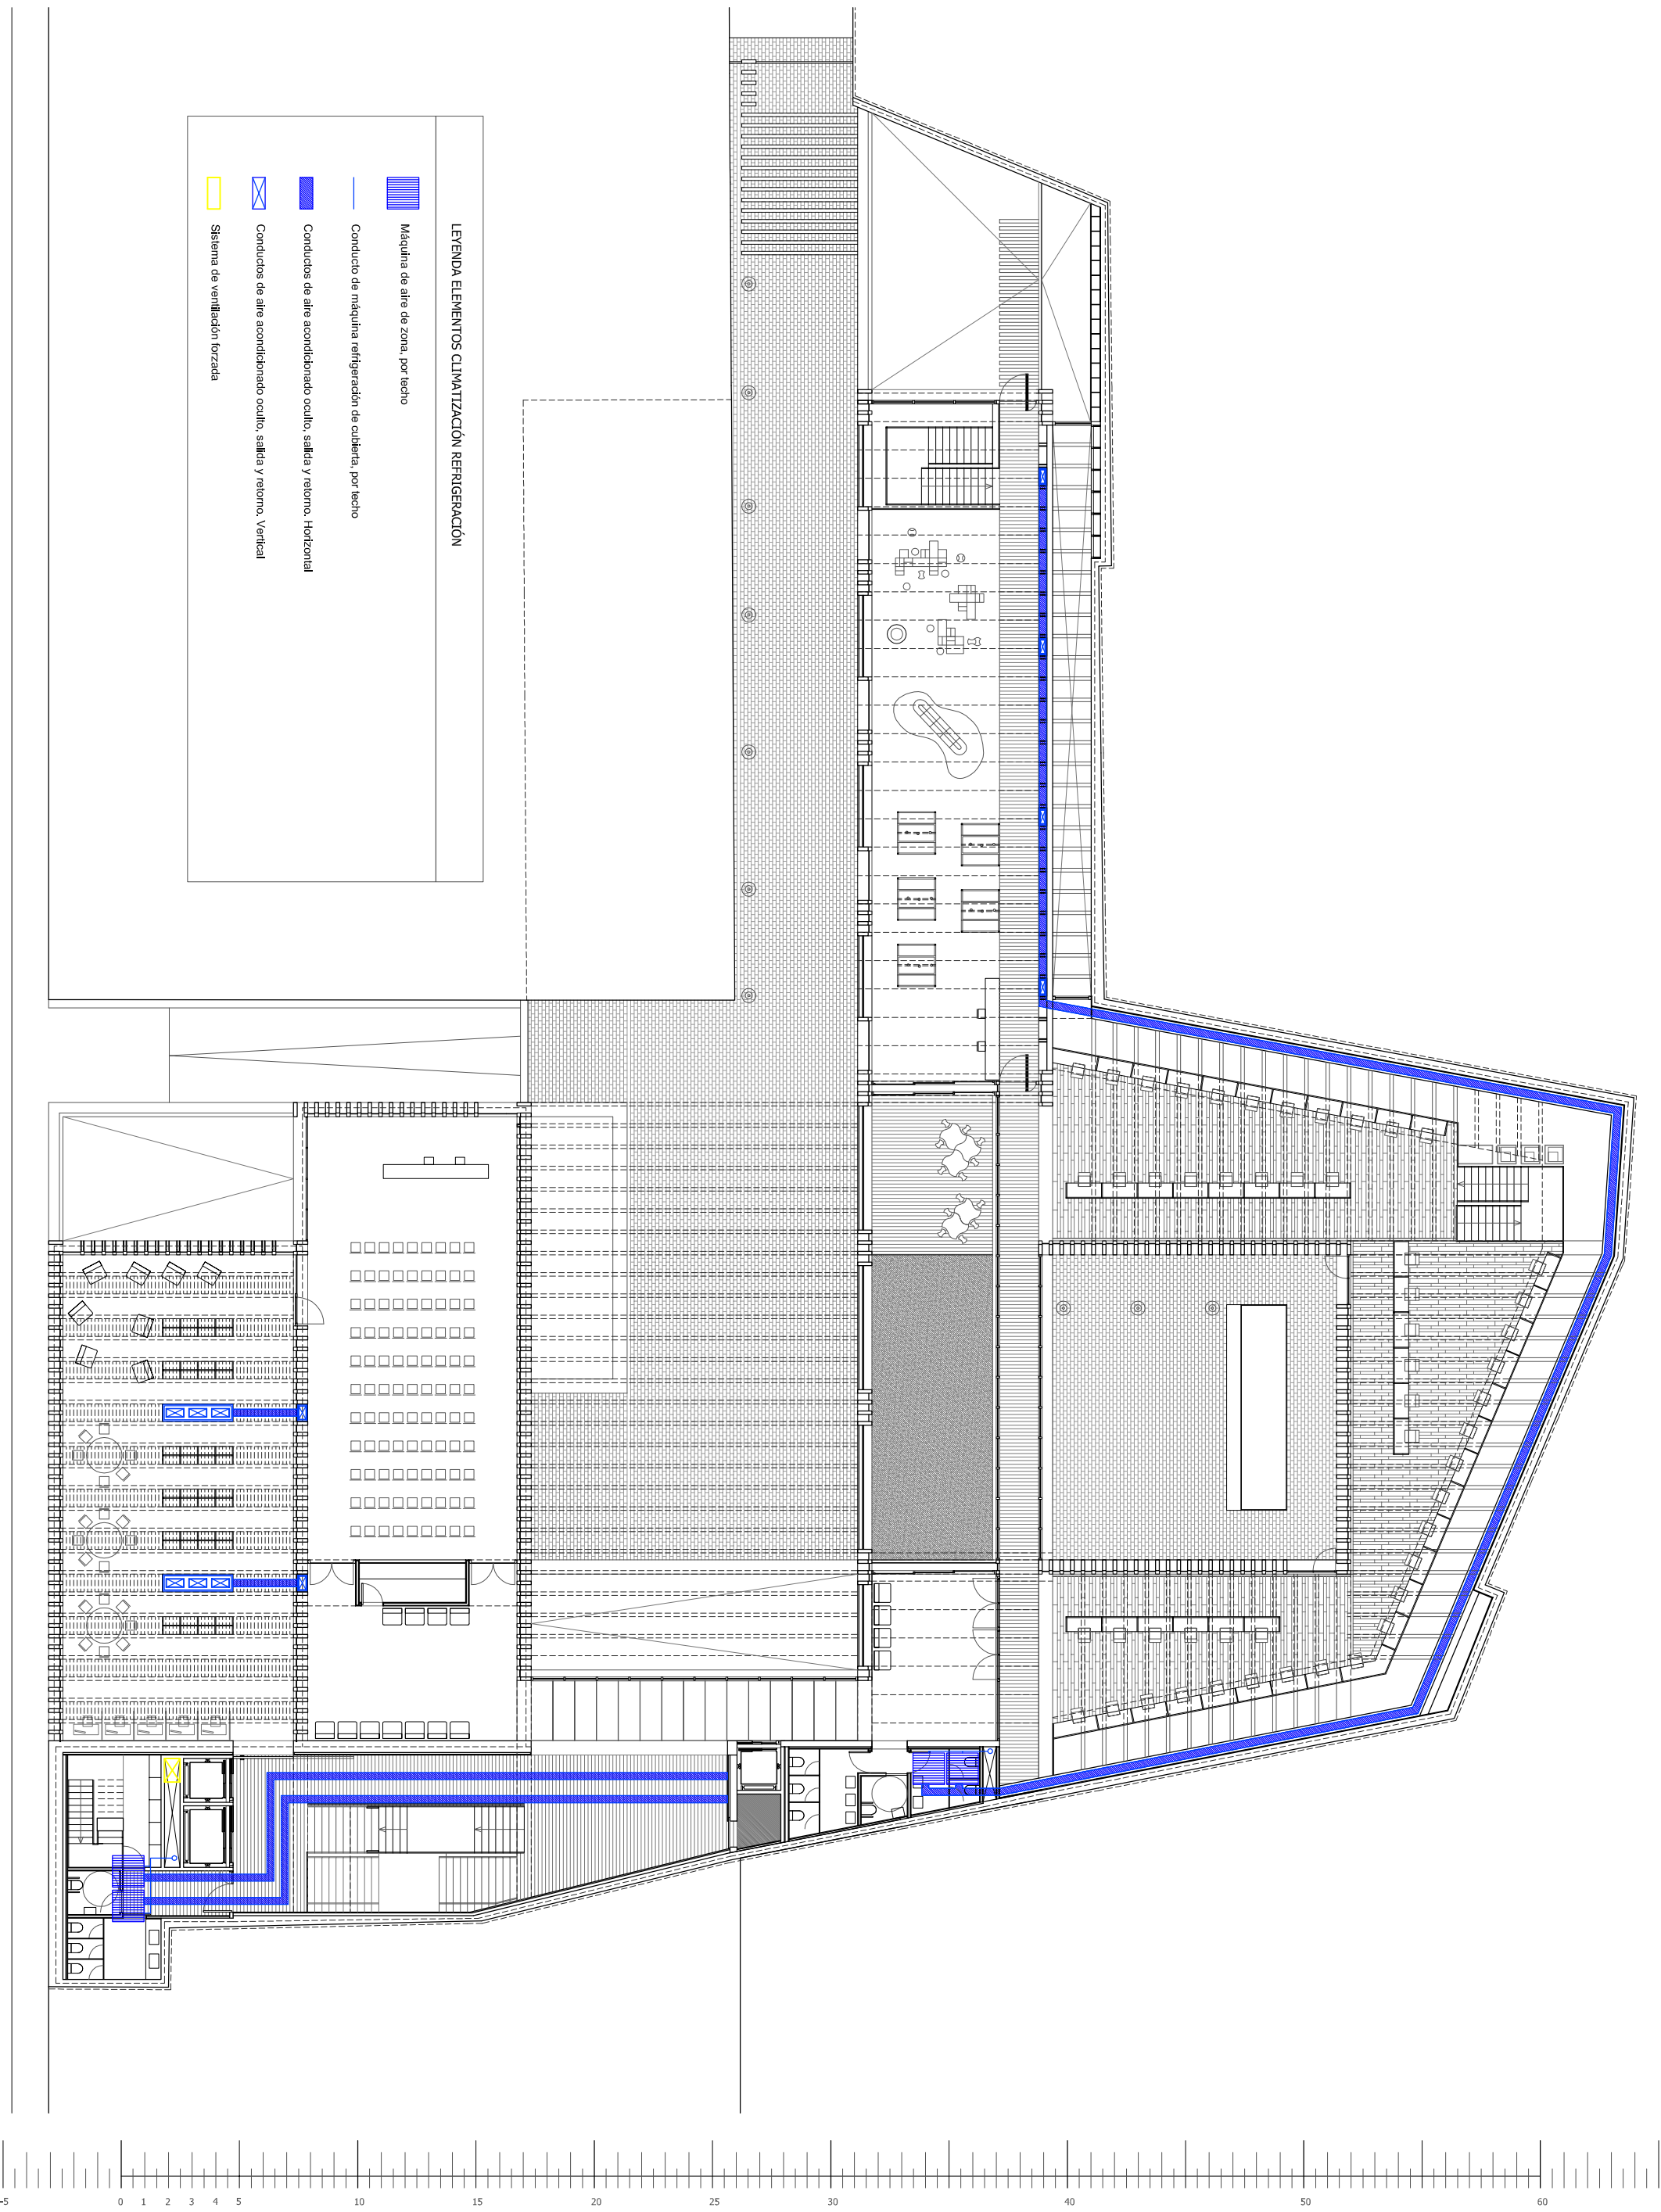 LEYENDA ELEMENTOS CLIMATIZACIÓN REFRIGERACIÓN
Máquina de aire de zona, por techo
Conducto de máquina refrigeración de cubierta, por techo
Conductos de aire acondicionado oculto, salida y retorno. Horizontal
Conductos de aire acondicionado oculto, salida y retorno. Vertical
Sistema de ventilación forzada
-5 0 1 2 3 4 5 10 15 20 25 30 40 50 60